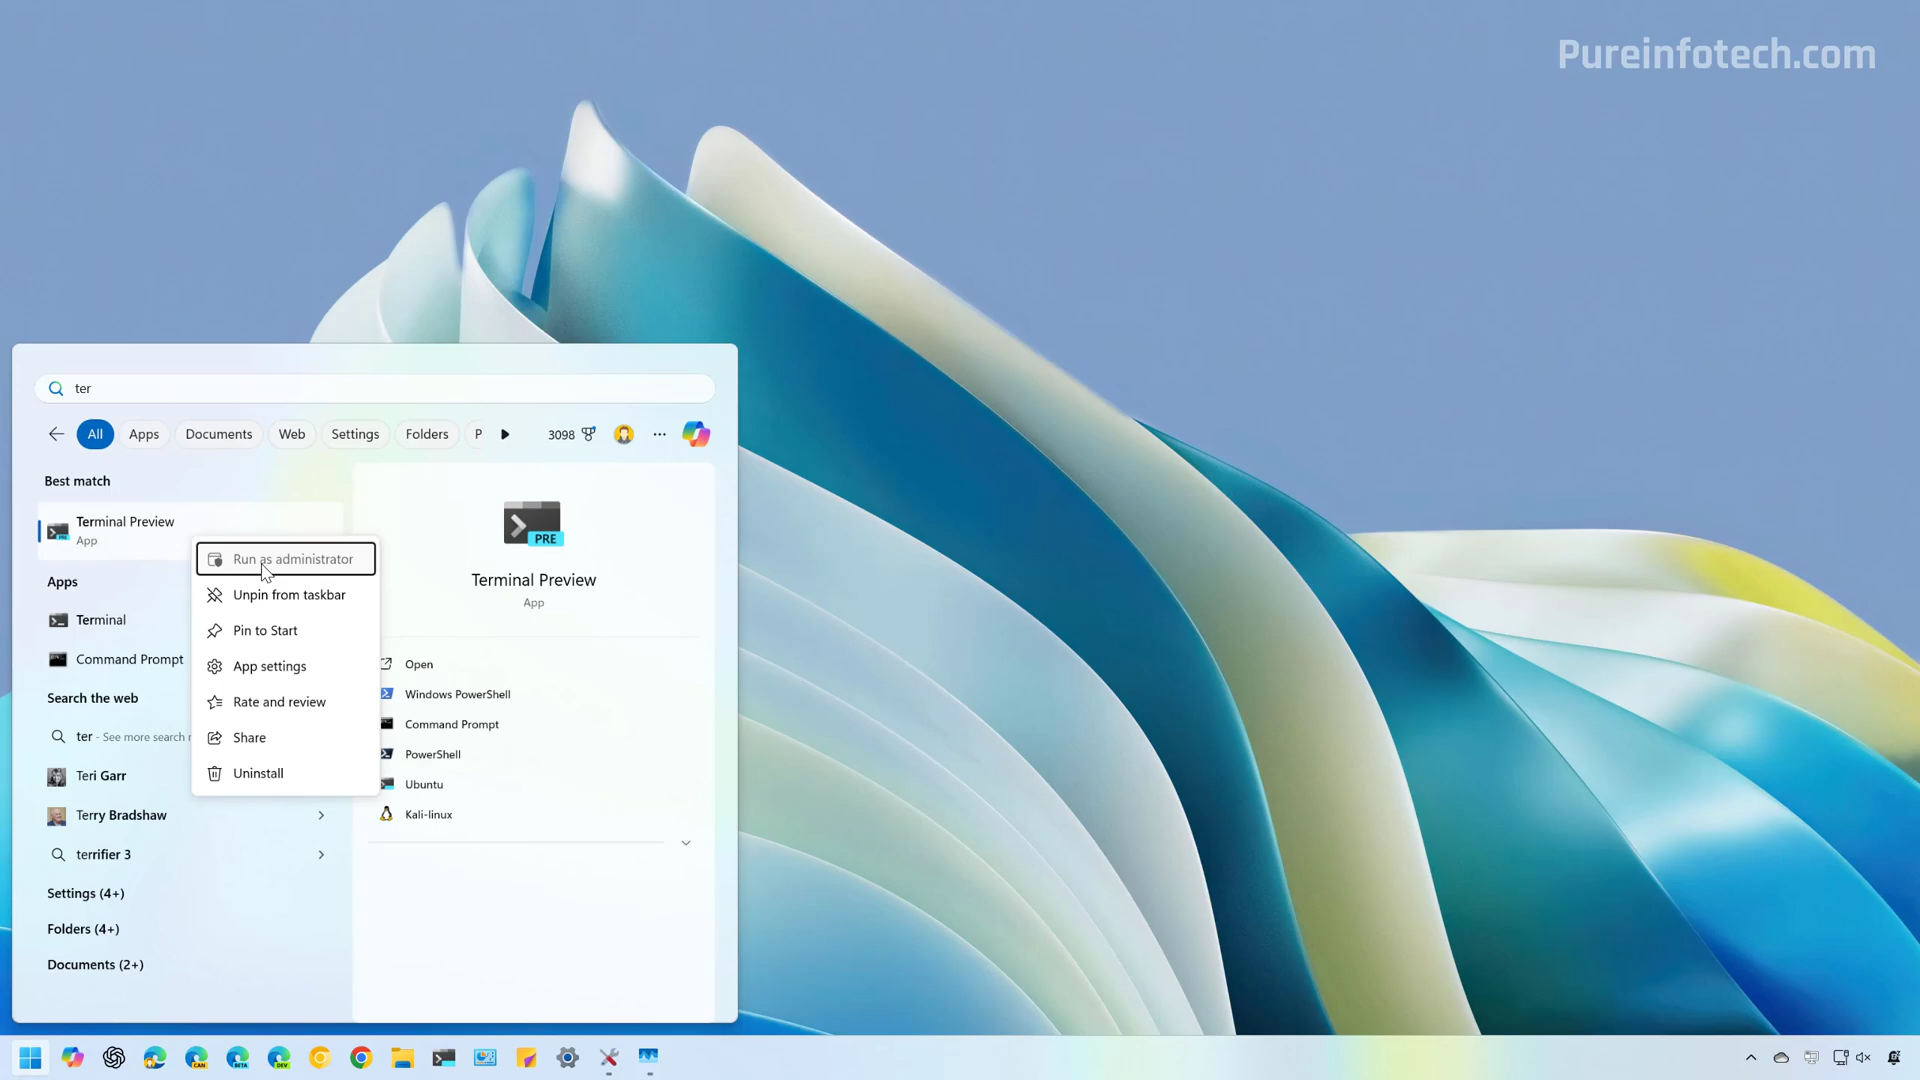 Pureinfotech.com
ter
All
Apps
Documents
Web
Settings
Folders
P
3098
Best match
Terminal Preview
App
Run as administrator
Unpin from taskbar
Pin to Start
App settings
Rate and review
Share
Uninstall
Apps
Terminal
Command Prompt
Search the web
ter - See more search r
Teri Garr
Terry Bradshaw
terrifier 3
Settings (4+)
Folders (4+)
Documents (2+)
PRE
Terminal Preview
App
Open
Windows PowerShell
Command Prompt
PowerShell
Ubuntu
Kali-linux
CAN
BETA
DEV